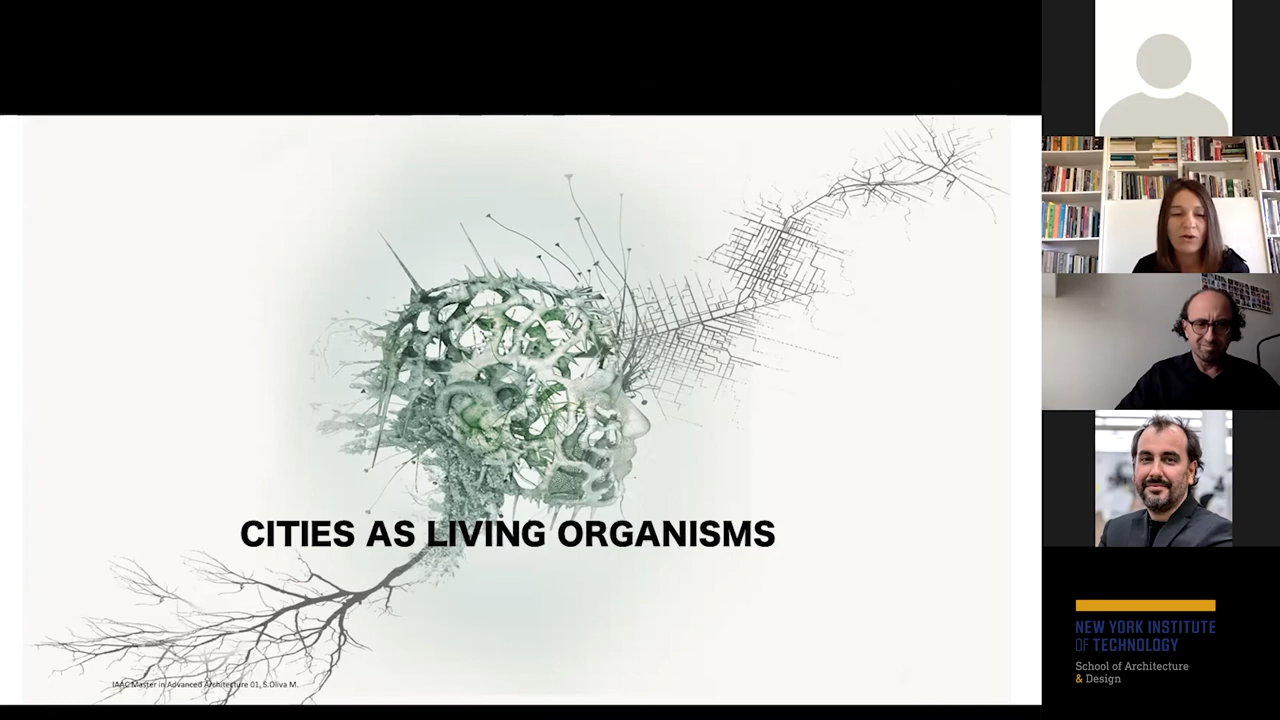 CITIES AS LIVING ORGANISMS
IAAC Master in Advanced Architecture 01, S.Oliva M.
NEW YORK INSTITUTE
OF TECHNOLOGY
School of Architecture
& Design